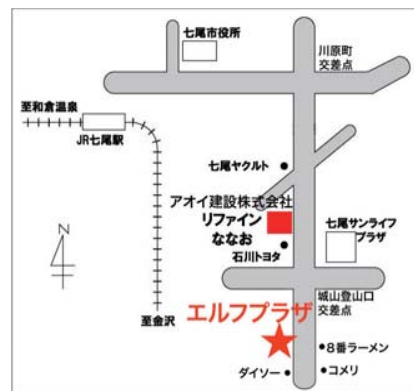 七尾市役所
川原町
交差点
至和倉温泉
JR七尾駅
七尾ヤクルト
アオイ建設株式会社
リファイン
ななお
七尾サンライフ
プラザ
石川トヨタ
N
城山登山口
交差点
エルフプラザ
至金沢
8番ラーメン
ダイソー
コメリ